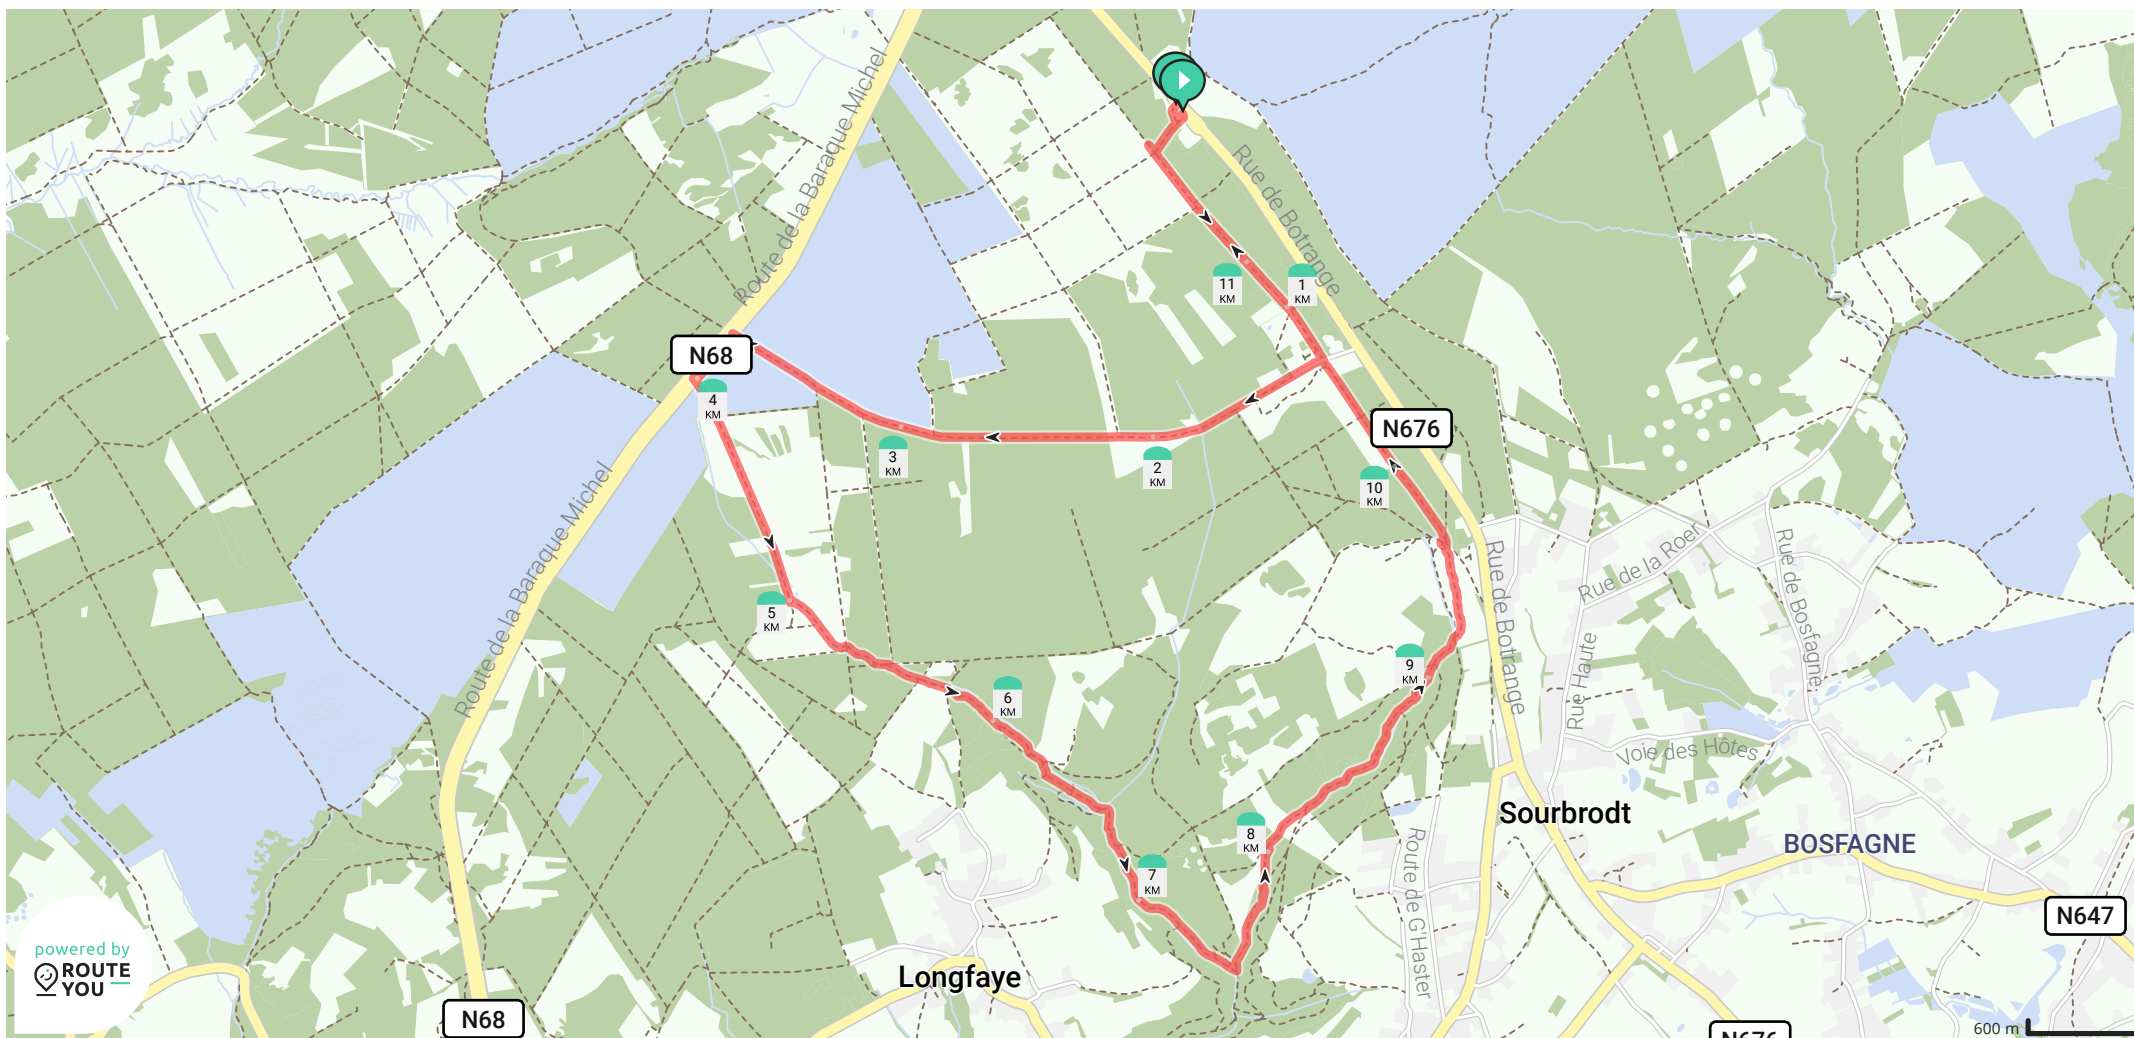 Route de la Baraque Michel
Rue de Botrange
11
KM
1
KM
N68
4
KM
3
KM
2
KM
N676
10
KM
Route de la Baraque Michel
5
KM
Rue de Botrange
Rue de la Roer
Rue de Bosfagne
Rue Haute
9
KM
6
KM
Voie des Hôtes
Sourbrodt
8
KM
BOSFAGNE
7
KM
Route de G'Haster
N647
powered by
ROUTE
YOU
Longfaye
N68
600 m
N676